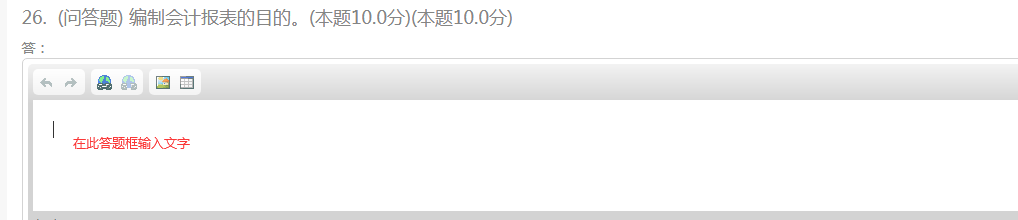 26. (问答题) 编制会计报表的目的。(本题10.0分)(本题10.0分)
答：
在此答题框输入文字